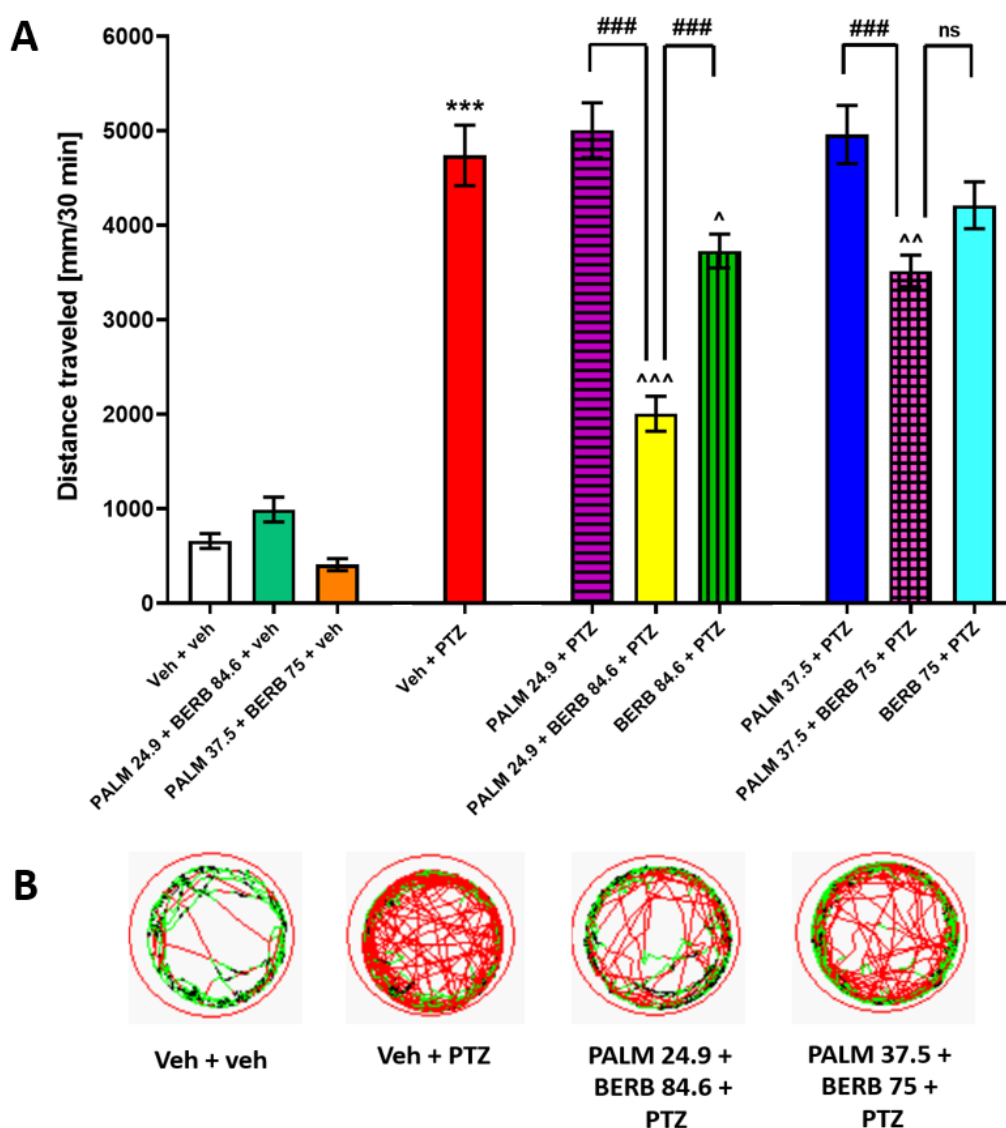 A
Distance traveled [mm/30 min]
6000
5000
4000
3000
2000
1000
0
***
###
###
^^^
^
###
ns
^^
Veh + veh
PALM 24.9 + BERB 84.6 + veh
PALM 37.5 + BERB 75 + veh
Veh + PTZ
PALM 24.9 + PTZ
PALM 24.9 + BERB 84.6 + PTZ
BERB 84.6 + PTZ
PALM 37.5 + PTZ
PALM 37.5 + BERB 75 + PTZ
BERB 75 + PTZ
B
Veh + veh
Veh + PTZ
PALM 24.9 +
BERB 84.6 +
PTZ
PALM 37.5 +
BERB 75 +
PTZ